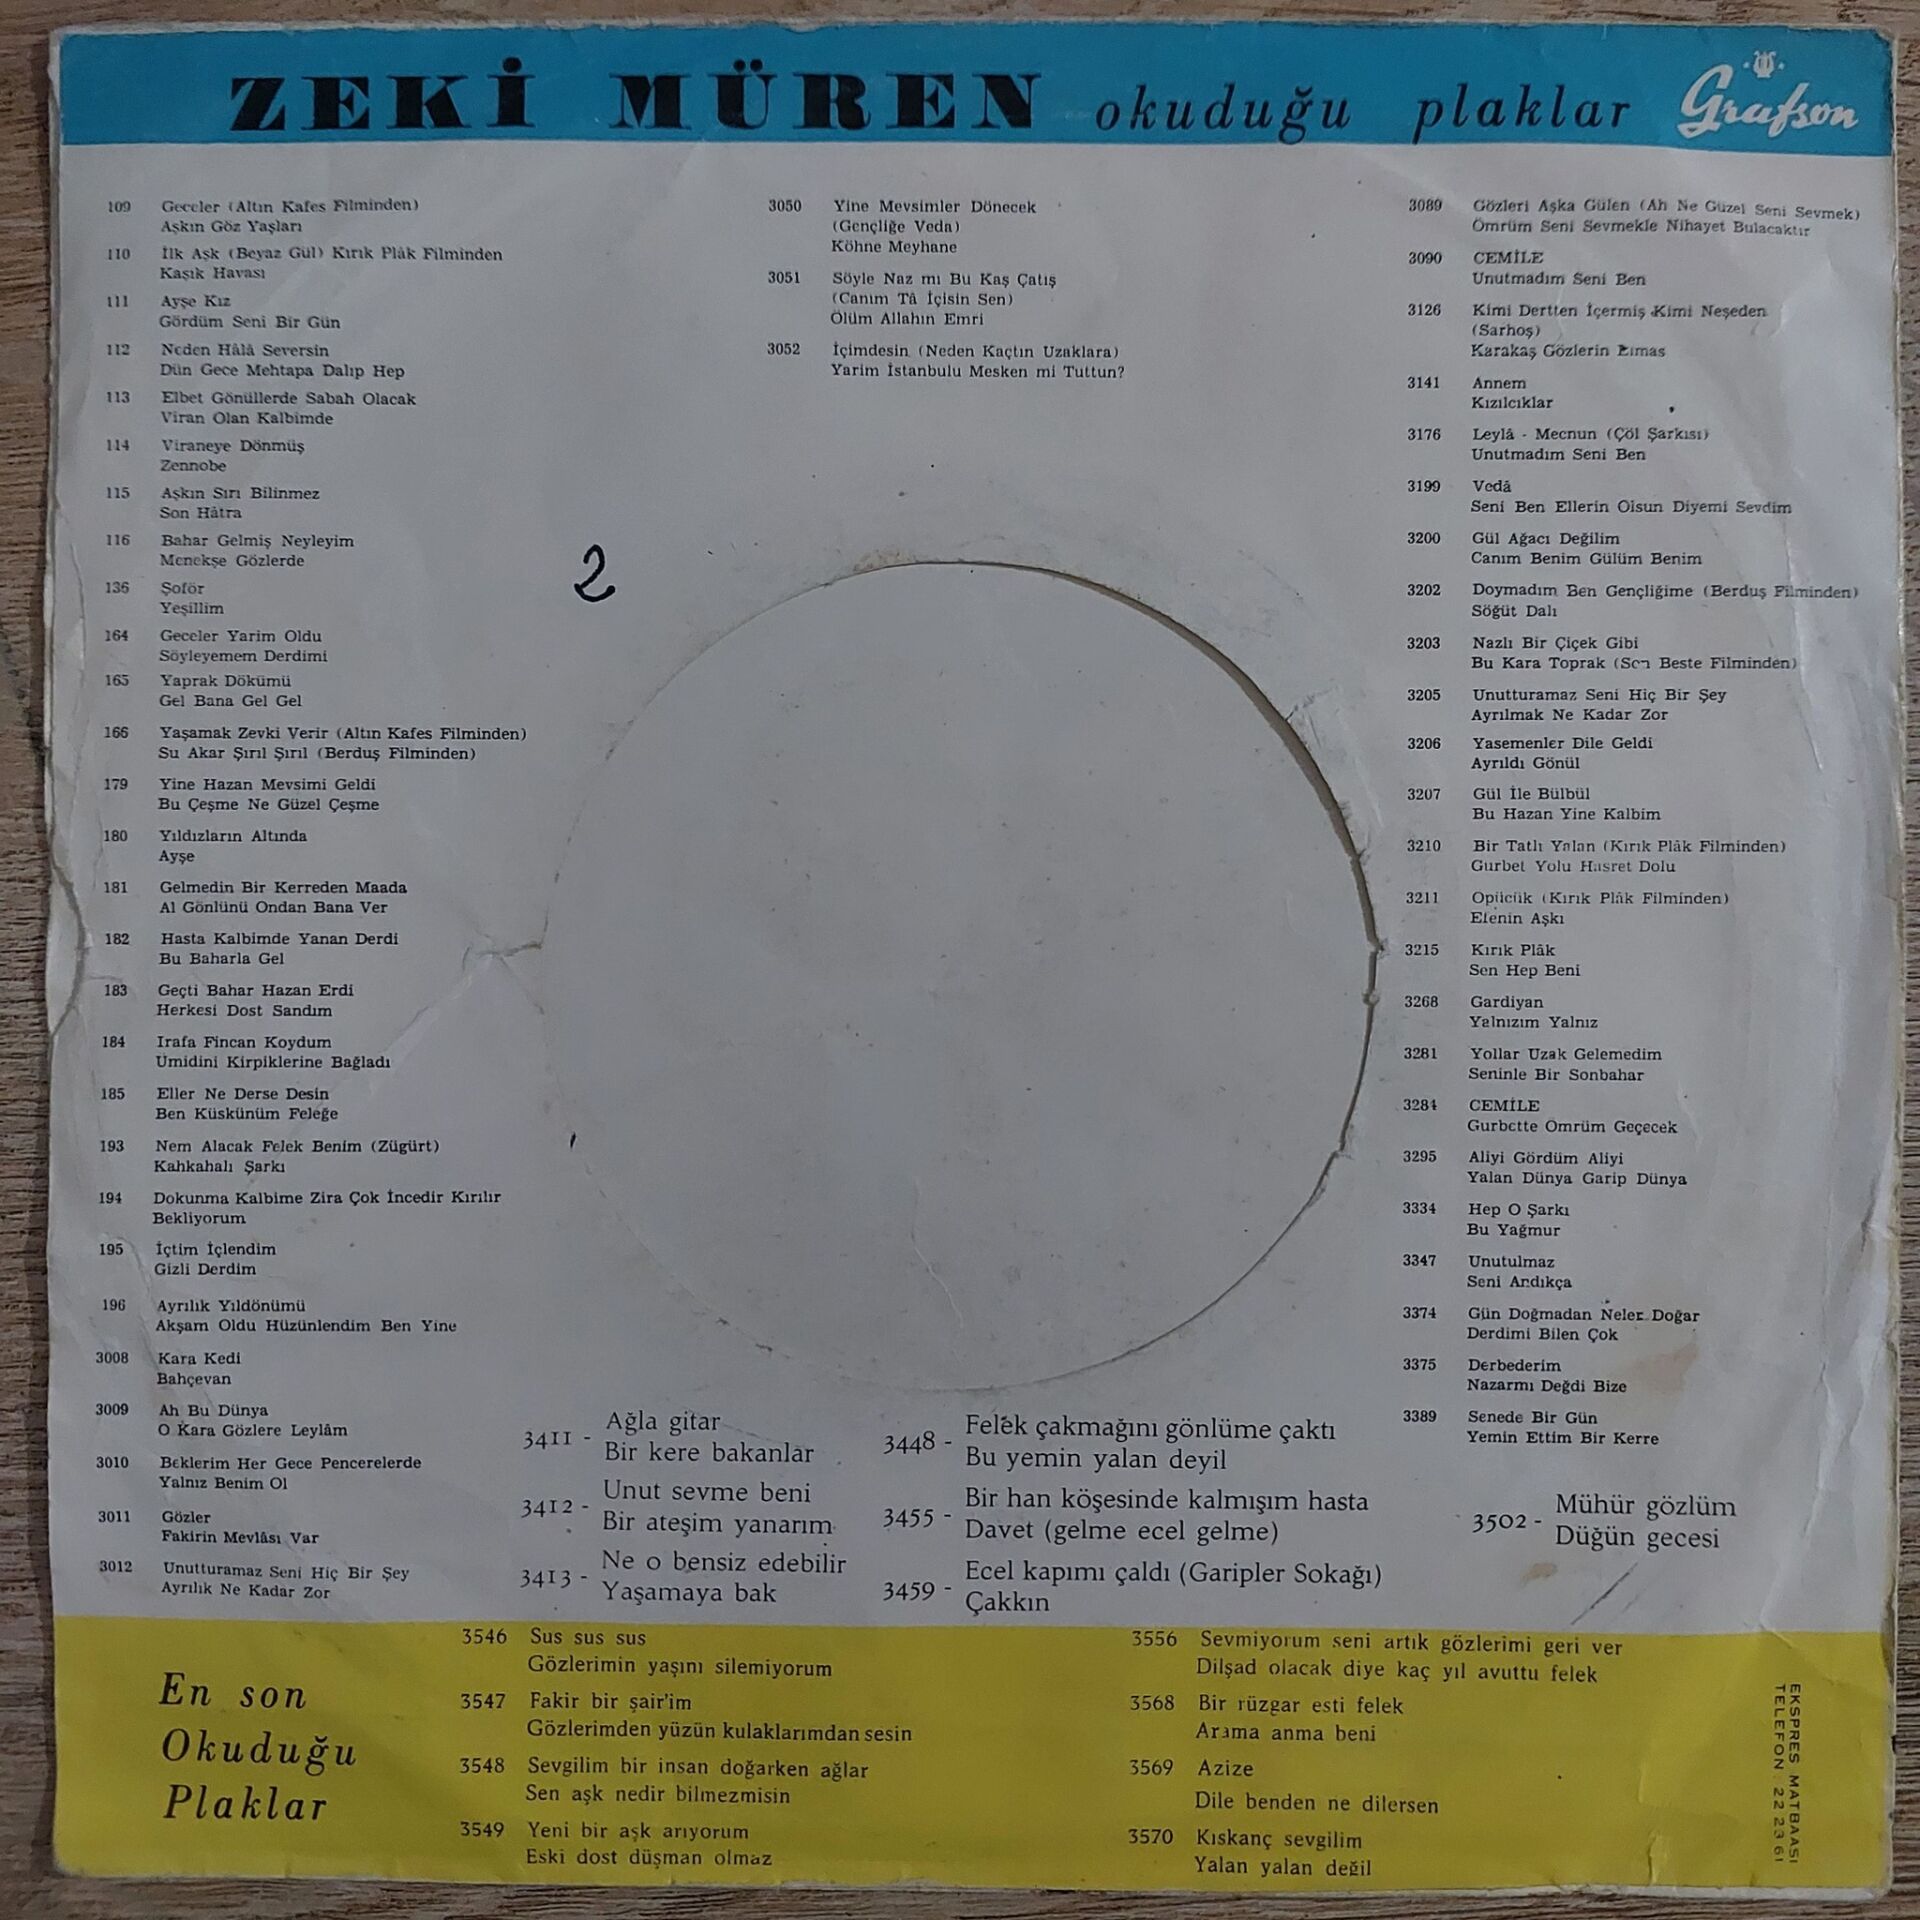 ZEKİ MÜREN okuduğu plaklar Grafson
109 Geceler (Altın Kafes Filminden)
Aşkın Göz Yaşları
110 İlk Aşk (Beyaz Gül) Kırık Plâk Filminden
Kaşık Havası
111 Ayşe Kız
Gördüm Seni Bir Gün
112 Neden Hâlâ Seversin
Dün Gece Mehtapa Dalıp Hep
113 Elbet Gönüllerde Sabah Olacak
Viran Olan Kalbimde
114 Viraneye Dönmüş
Zennobe
115 Aşkın Sırı Bilinmez
Son Hâtra
116 Bahar Gelmiş Neyleyim
Menekşe Gözlerde
136 Şoför
Yeşillim
164 Geceler Yarim Oldu
Söyleyemem Derdimi
165 Yaprak Dökümü
Gel Bana Gel Gel
166 Yaşamak Zevki Verir (Altın Kafes Filminden)
Su Akar Şırıl Şırıl (Berduş Filminden)
179 Yine Hazan Mevsimi Geldi
Bu Çeşme Ne Güzel Çeşme
180 Yıldızların Altında
Ayşe
181 Gelmedin Bir Kerreden Maada
Al Gönlünü Ondan Bana Ver
182 Hasta Kalbimde Yanan Derdi
Bu Baharla Gel
183 Geçti Bahar Hazan Erdi
Herkesi Dost Sandım
184 Irafa Fincan Koydum
Umidini Kirpiklerine Bağladı
185 Eller Ne Derse Desin
Ben Küskünüm Feleğe
193 Nem Alacak Felek Benim (Zügürt)
Kahkahalı Şarkı
194 Dokunma Kalbime Zira Çok İncedir Kırılır
Bekliyorum
195 İçtim İçlendim
Gizli Derdim
196 Ayrılık Yıldönümü
Akşam Oldu Hüzünlendim Ben Yine
3008 Kara Kedi
Bahçevan
3009 Ah Bu Dünya
O Kara Gözlere Leylâm
3010 Beklerim Her Gece Pencerelerde
Yalnız Benim Ol
3011 Gözler
Fakirin Mevlâsı Var
3012 Unutturamaz Seni Hiç Bir Şey
Ayrılık Ne Kadar Zor
3050 Yine Mevsimler Dönecek
(Gençliğe Veda)
Köhne Meyhane
3051 Söyle Naz mı Bu Kaş Çatış
(Canım Tâ İçisin Sen)
Ölüm Allahın Emri
3052 İçimdesin (Neden Kaçtın Uzaklara)
Yarim İstanbulu Mesken mi Tuttun?
2
3089 Gözleri Aşka Gülen (Ah Ne Güzel Seni Sevmek)
Ömrüm Seni Sevmekle Nihayet Bulacaktır
3090 CEMİLE
Unutmadım Seni Ben
3126 Kimi Dertten İçermiş Kimi Neşeden
(Sarhoş)
Karakaş Gözlerin Elmas
3141 Annem
Kızılcıklar
3176 Leylâ - Mecnun (Çöl Şarkısı)
Unutmadım Seni Ben
3199 Vedâ
Seni Ben Ellerin Olsun Diyemi Sevdim
3200 Gül Ağacı Değilim
Canım Benim Gülüm Benim
3202 Doymadım Ben Gençliğime (Berduş Filminden)
Söğüt Dalı
3203 Nazlı Bir Çiçek Gibi
Bu Kara Toprak (Son Beste Filminden)
3205 Unutturamaz Seni Hiç Bir Şey
Ayrılmak Ne Kadar Zor
3206 Yasemenler Dile Geldi
Ayrıldı Gönül
3207 Gül İle Bülbül
Bu Hazan Yine Kalbim
3210 Bir Tatlı Yalan (Kırık Plâk Filminden)
Gurbet Yolu Hasret Dolu
3211 Opücük (Kırık Plâk Filminden)
Efenin Aşkı
3215 Kırık Plâk
Sen Hep Beni
3268 Gardiyan
Yalnızım Yalnız
3281 Yollar Uzak Gelemedim
Seninle Bir Sonbahar
3284 CEMİLE
Gurbette Omrüm Geçecek
3295 Aliyi Gördüm Aliyi
Yalan Dünya Garip Dünya
3334 Hep O Şarkı
Bu Yağmur
3347 Unutulmaz
Seni Andıkça
3374 Gün Doğmadan Neler Doğar
Derdimi Bilen Çok
3375 Derbederim
Nazarmı Değdi Bize
3389 Senede Bir Gün
Yemin Ettim Bir Kerre
3411 - Ağla gitar
Bir kere bakanlar
3412 - Unut sevme beni
Bir ateşim yanarım
3413 - Ne o bensiz edebilir
Yaşamaya bak
3448 - Felek çakmağını gönlüme çaktı
Bu yemin yalan deyil
3455 - Bir han köşesinde kalmışım hasta
Davet (gelme ecel gelme)
3459 - Ecel kapımı çaldı (Garipler Sokağı)
Çakkın
3502 - Mühür gözlüm
Düğün gecesi
En son
Okuduğu
Plaklar
3546 Sus sus sus
Gözlerimin yaşını silemiyorum
3547 Fakir bir şair'im
Gözlerimden yüzün kulaklarımdan sesin
3548 Sevgilim bir insan doğarken ağlar
Sen aşk nedir bilmezmisin
3549 Yeni bir aşk arıyorum
Eski dost düşman olmaz
3556 Sevmiyorum seni artık gözlerimi geri ver
Dilşad olacak diye kaç yıl avuttu felek
3568 Bir rüzgar esti felek
Arama anma beni
3569 Azize
Dile benden ne dilersen
3570 Kıskanç sevgilim
Yalan yalan değil
EKSPRES MATBAASI
TELEFON : 22 23 61